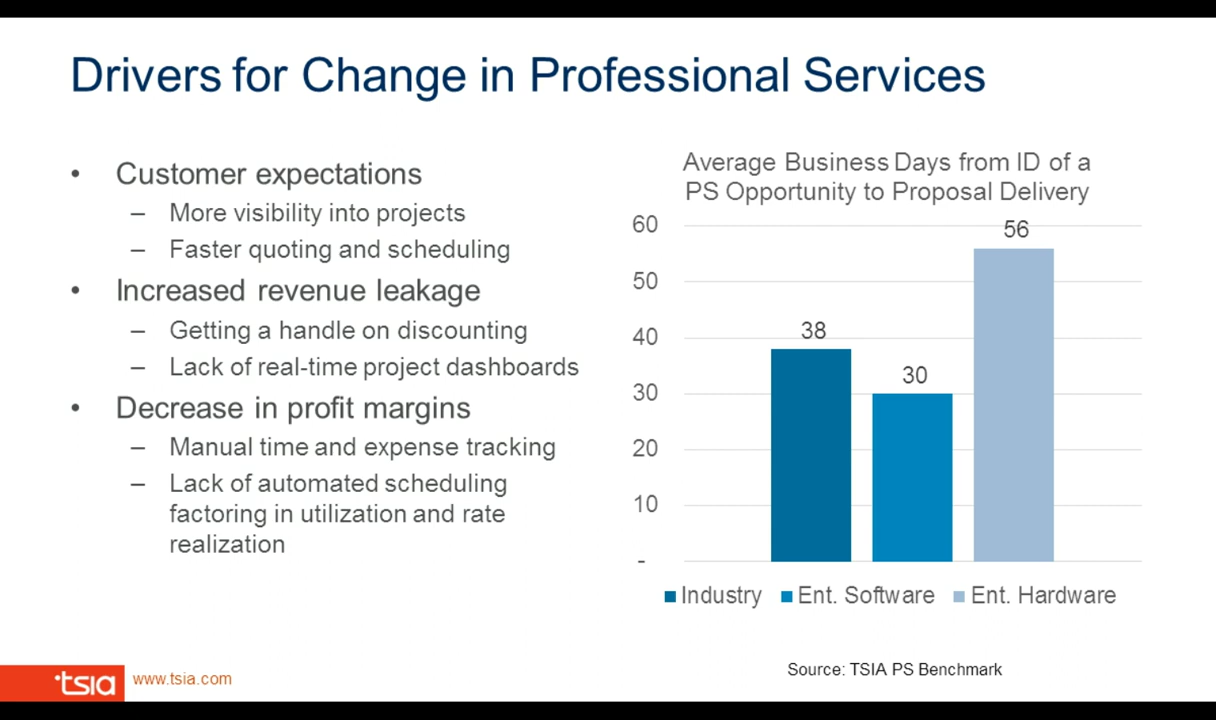 Drivers for Change in Professional Services
• Customer expectations
– More visibility into projects
– Faster quoting and scheduling
• Increased revenue leakage
– Getting a handle on discounting
– Lack of real-time project dashboards
• Decrease in profit margins
– Manual time and expense tracking
– Lack of automated scheduling
factoring in utilization and rate
realization
Average Business Days from ID of a
PS Opportunity to Proposal Delivery
60
50
40
30
20
10
-
38
30
56
Industry Ent. Software Ent. Hardware
Source: TSIA PS Benchmark
tsia www.tsia.com